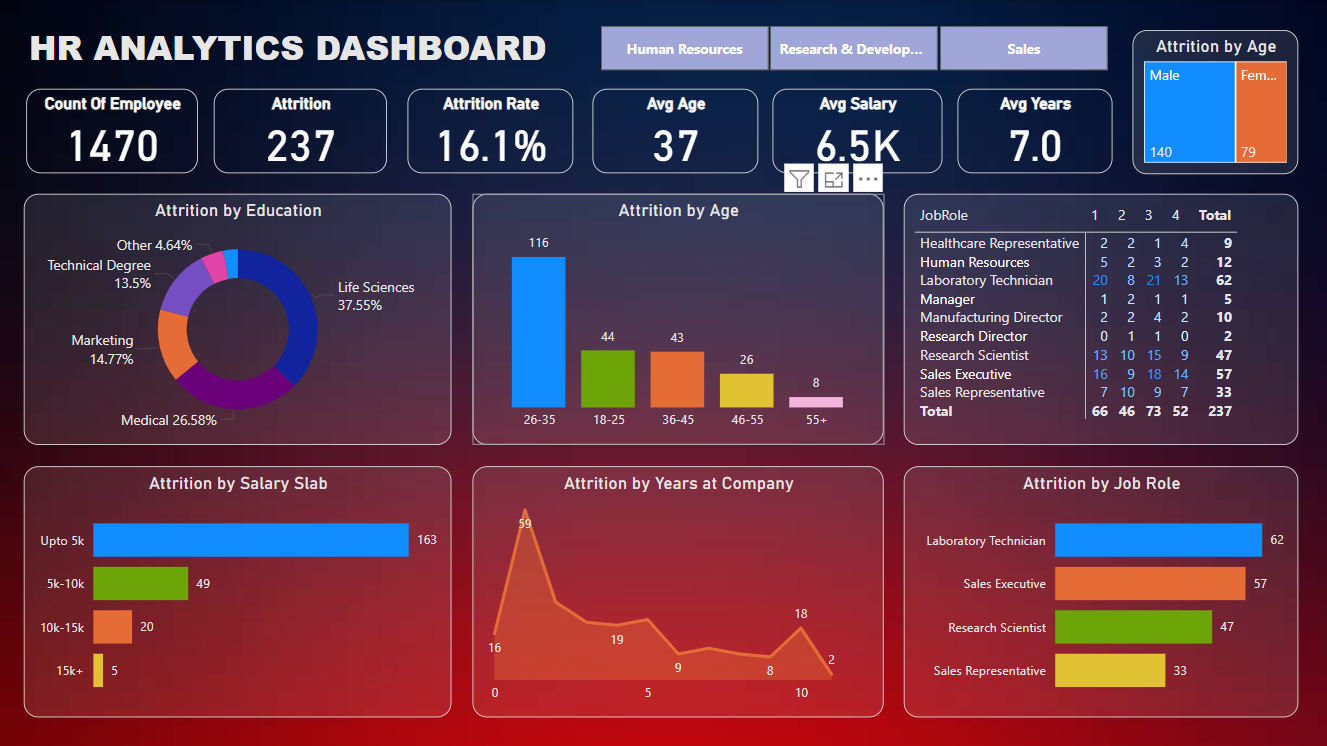 HR ANALYTICS DASHBOARD
Human Resources
Research & Develop...
Sales
Attrition by Age
Male
Fem...
140
79
Count Of Employee
1470
Attrition
237
Attrition Rate
16.1%
Avg Age
37
Avg Salary
6.5K
Avg Years
7.0
Attrition by Education
Other 4.64%
Technical Degree
13.5%
Life Sciences
37.55%
Marketing
14.77%
Medical 26.58%
Attrition by Age
116
44
43
26
8
26-35 18-25 36-45 46-55 55+
JobRole 1 2 3 4 Total
Healthcare Representative 2 2 1 4 9
Human Resources 5 2 3 2 12
Laboratory Technician 20 8 21 13 62
Manager 1 2 1 1 5
Manufacturing Director 2 2 4 2 10
Research Director 0 1 1 0 2
Research Scientist 13 10 15 9 47
Sales Executive 16 9 18 14 57
Sales Representative 7 10 9 7 33
Total 66 46 73 52 237
Attrition by Salary Slab
Upto 5k 163
5k-10k 49
10k-15k 20
15k+ 5
Attrition by Years at Company
59
16
19
9
8
18
2
0 5 10
Attrition by Job Role
Laboratory Technician 62
Sales Executive 57
Research Scientist 47
Sales Representative 33